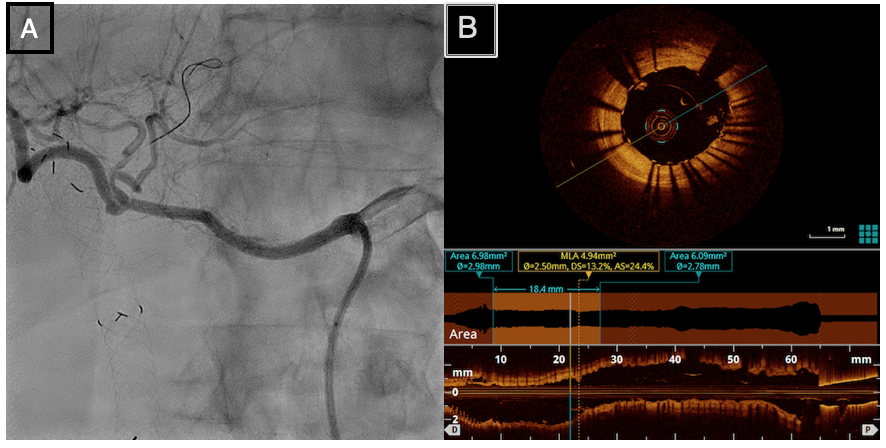 A
B
1 mm
Area 6.98mm²
Ø=2.98mm
MLA 4.94mm²
Ø=2.50mm, DS=13.2%, AS=24.4%
Area 6.09mm²
Ø=2.78mm
18.4 mm
Area
10 20 30 40 50 60 mm
mm
0
2
D P